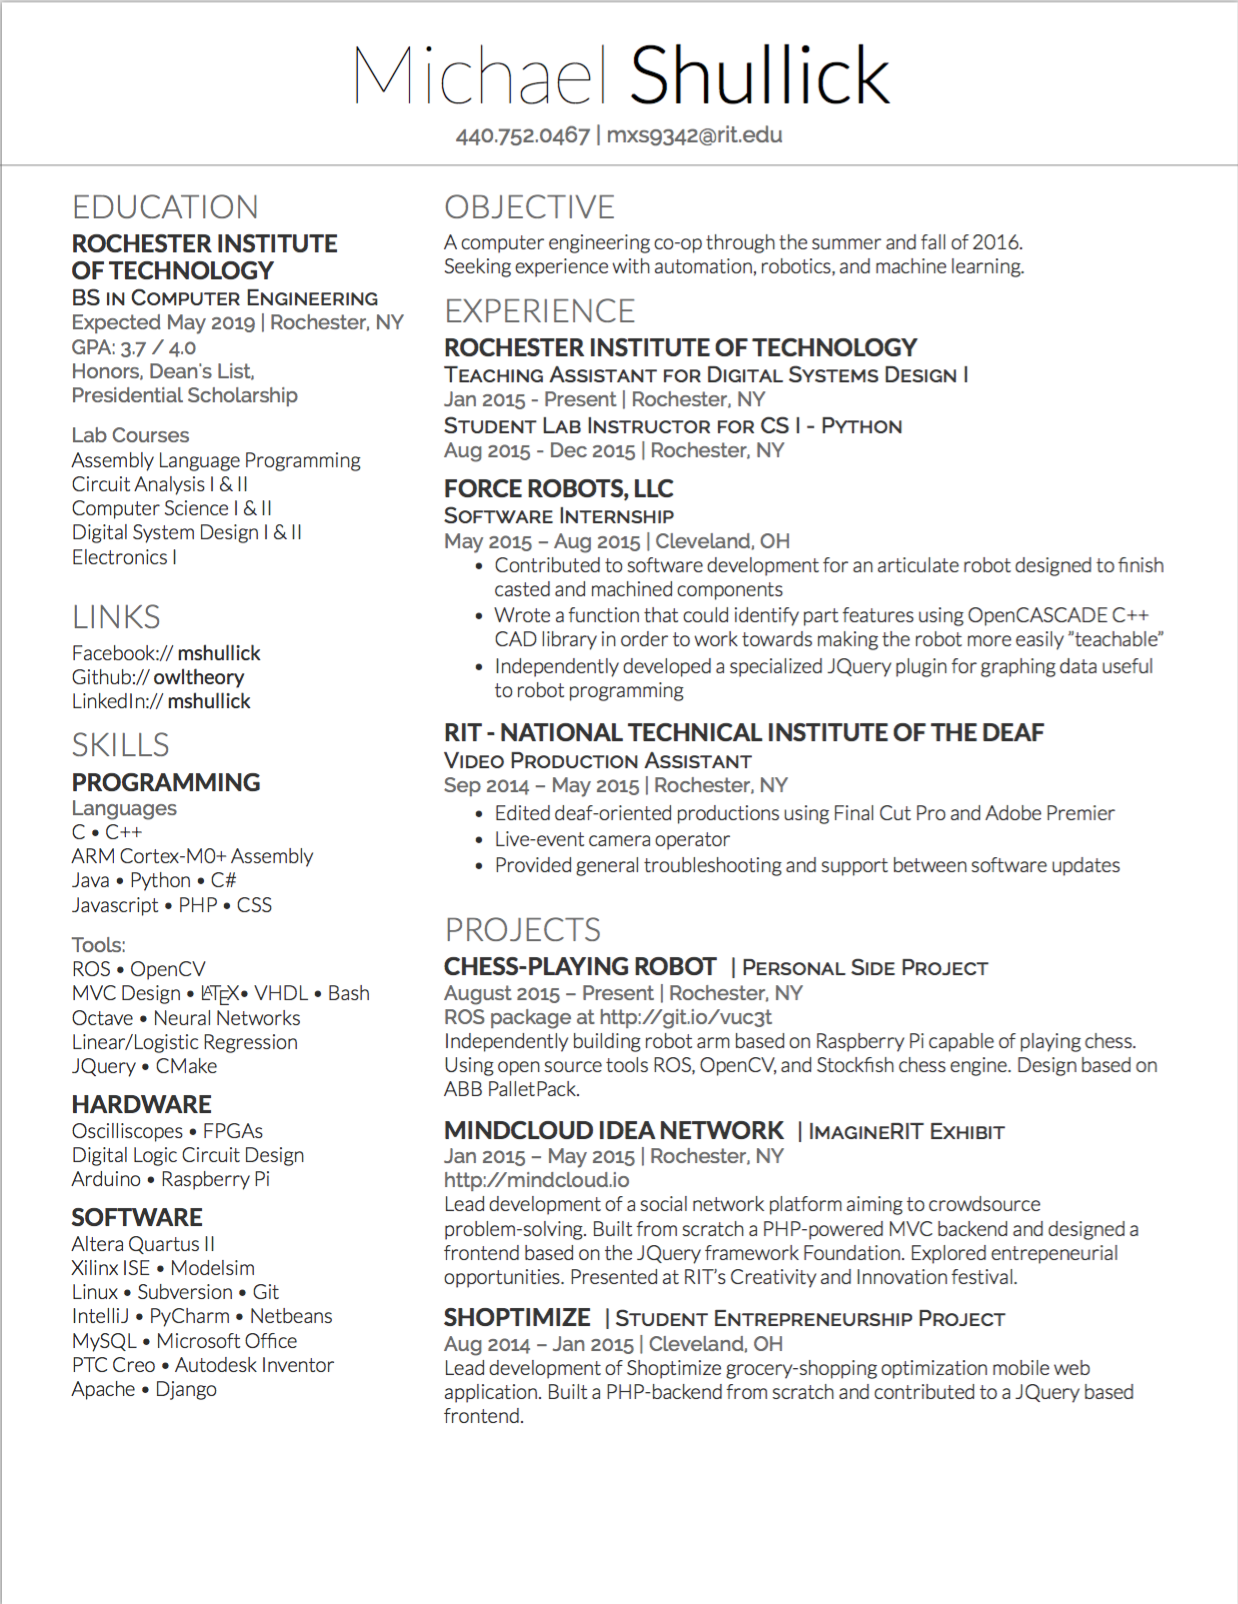 Michael Shullick
440.752.0467 | mxs9342@rit.edu
EDUCATION
ROCHESTER INSTITUTE
OF TECHNOLOGY
BS IN COMPUTER ENGINEERING
Expected May 2019 | Rochester, NY
GPA: 3.7 / 4.0
Honors, Dean's List,
Presidential Scholarship
Lab Courses
Assembly Language Programming
Circuit Analysis I & II
Computer Science I & II
Digital System Design I & II
Electronics I
LINKS
Facebook:// mshullick
Github:// owltheory
LinkedIn:// mshullick
SKILLS
PROGRAMMING
Languages
C • C++
ARM Cortex-M0+ Assembly
Java • Python • C#
Javascript • PHP • CSS
Tools:
ROS • OpenCV
MVC Design • LATEX• VHDL • Bash
Octave • Neural Networks
Linear/Logistic Regression
JQuery • CMake
HARDWARE
Oscilliscopes • FPGAs
Digital Logic Circuit Design
Arduino • Raspberry Pi
SOFTWARE
Altera Quartus II
Xilinx ISE • Modelsim
Linux • Subversion • Git
IntelliJ • PyCharm • Netbeans
MySQL • Microsoft Office
PTC Creo • Autodesk Inventor
Apache • Django
OBJECTIVE
A computer engineering co-op through the summer and fall of 2016.
Seeking experience with automation, robotics, and machine learning.
EXPERIENCE
ROCHESTER INSTITUTE OF TECHNOLOGY
TEACHING ASSISTANT FOR DIGITAL SYSTEMS DESIGN I
Jan 2015 - Present | Rochester, NY
STUDENT LAB INSTRUCTOR FOR CS I - PYTHON
Aug 2015 - Dec 2015 | Rochester, NY
FORCE ROBOTS, LLC
SOFTWARE INTERNSHIP
May 2015 – Aug 2015 | Cleveland, OH
• Contributed to software development for an articulate robot designed to finish
casted and machined components
• Wrote a function that could identify part features using OpenCASCADE C++
CAD library in order to work towards making the robot more easily ”teachable”
• Independently developed a specialized JQuery plugin for graphing data useful
to robot programming
RIT - NATIONAL TECHNICAL INSTITUTE OF THE DEAF
VIDEO PRODUCTION ASSISTANT
Sep 2014 – May 2015 | Rochester, NY
• Edited deaf-oriented productions using Final Cut Pro and Adobe Premier
• Live-event camera operator
• Provided general troubleshooting and support between software updates
PROJECTS
CHESS-PLAYING ROBOT | PERSONAL SIDE PROJECT
August 2015 – Present | Rochester, NY
ROS package at http://git.io/vuc3t
Independently building robot arm based on Raspberry Pi capable of playing chess.
Using open source tools ROS, OpenCV, and Stockfish chess engine. Design based on
ABB PalletPack.
MINDCLOUD IDEA NETWORK | IMAGINERIT EXHIBIT
Jan 2015 – May 2015 | Rochester, NY
http://mindcloud.io
Lead development of a social network platform aiming to crowdsource
problem-solving. Built from scratch a PHP-powered MVC backend and designed a
frontend based on the JQuery framework Foundation. Explored entrepeneurial
opportunities. Presented at RIT's Creativity and Innovation festival.
SHOPTIMIZE | STUDENT ENTREPRENEURSHIP PROJECT
Aug 2014 – Jan 2015 | Cleveland, OH
Lead development of Shoptimize grocery-shopping optimization mobile web
application. Built a PHP-backend from scratch and contributed to a JQuery based
frontend.